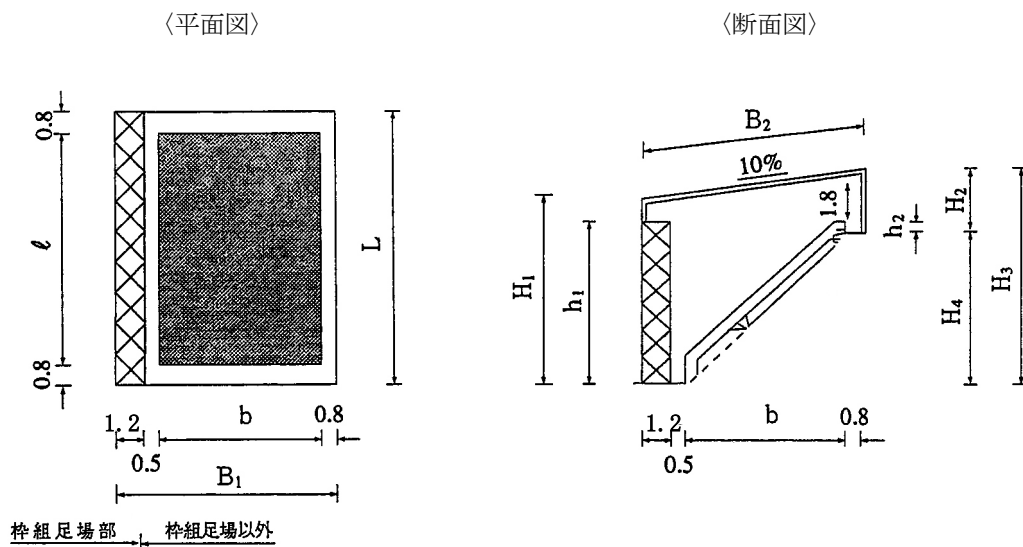 〈平面図〉
0.8
ℓ
0.8
L
1.2
b
0.8
0.5
B₁
枠組足場部
枠組足場以外
〈断面図〉
B₂
10%
1.8
h₂
H₂
H₁
h₁
H₄
H₃
1.2
b
0.8
0.5